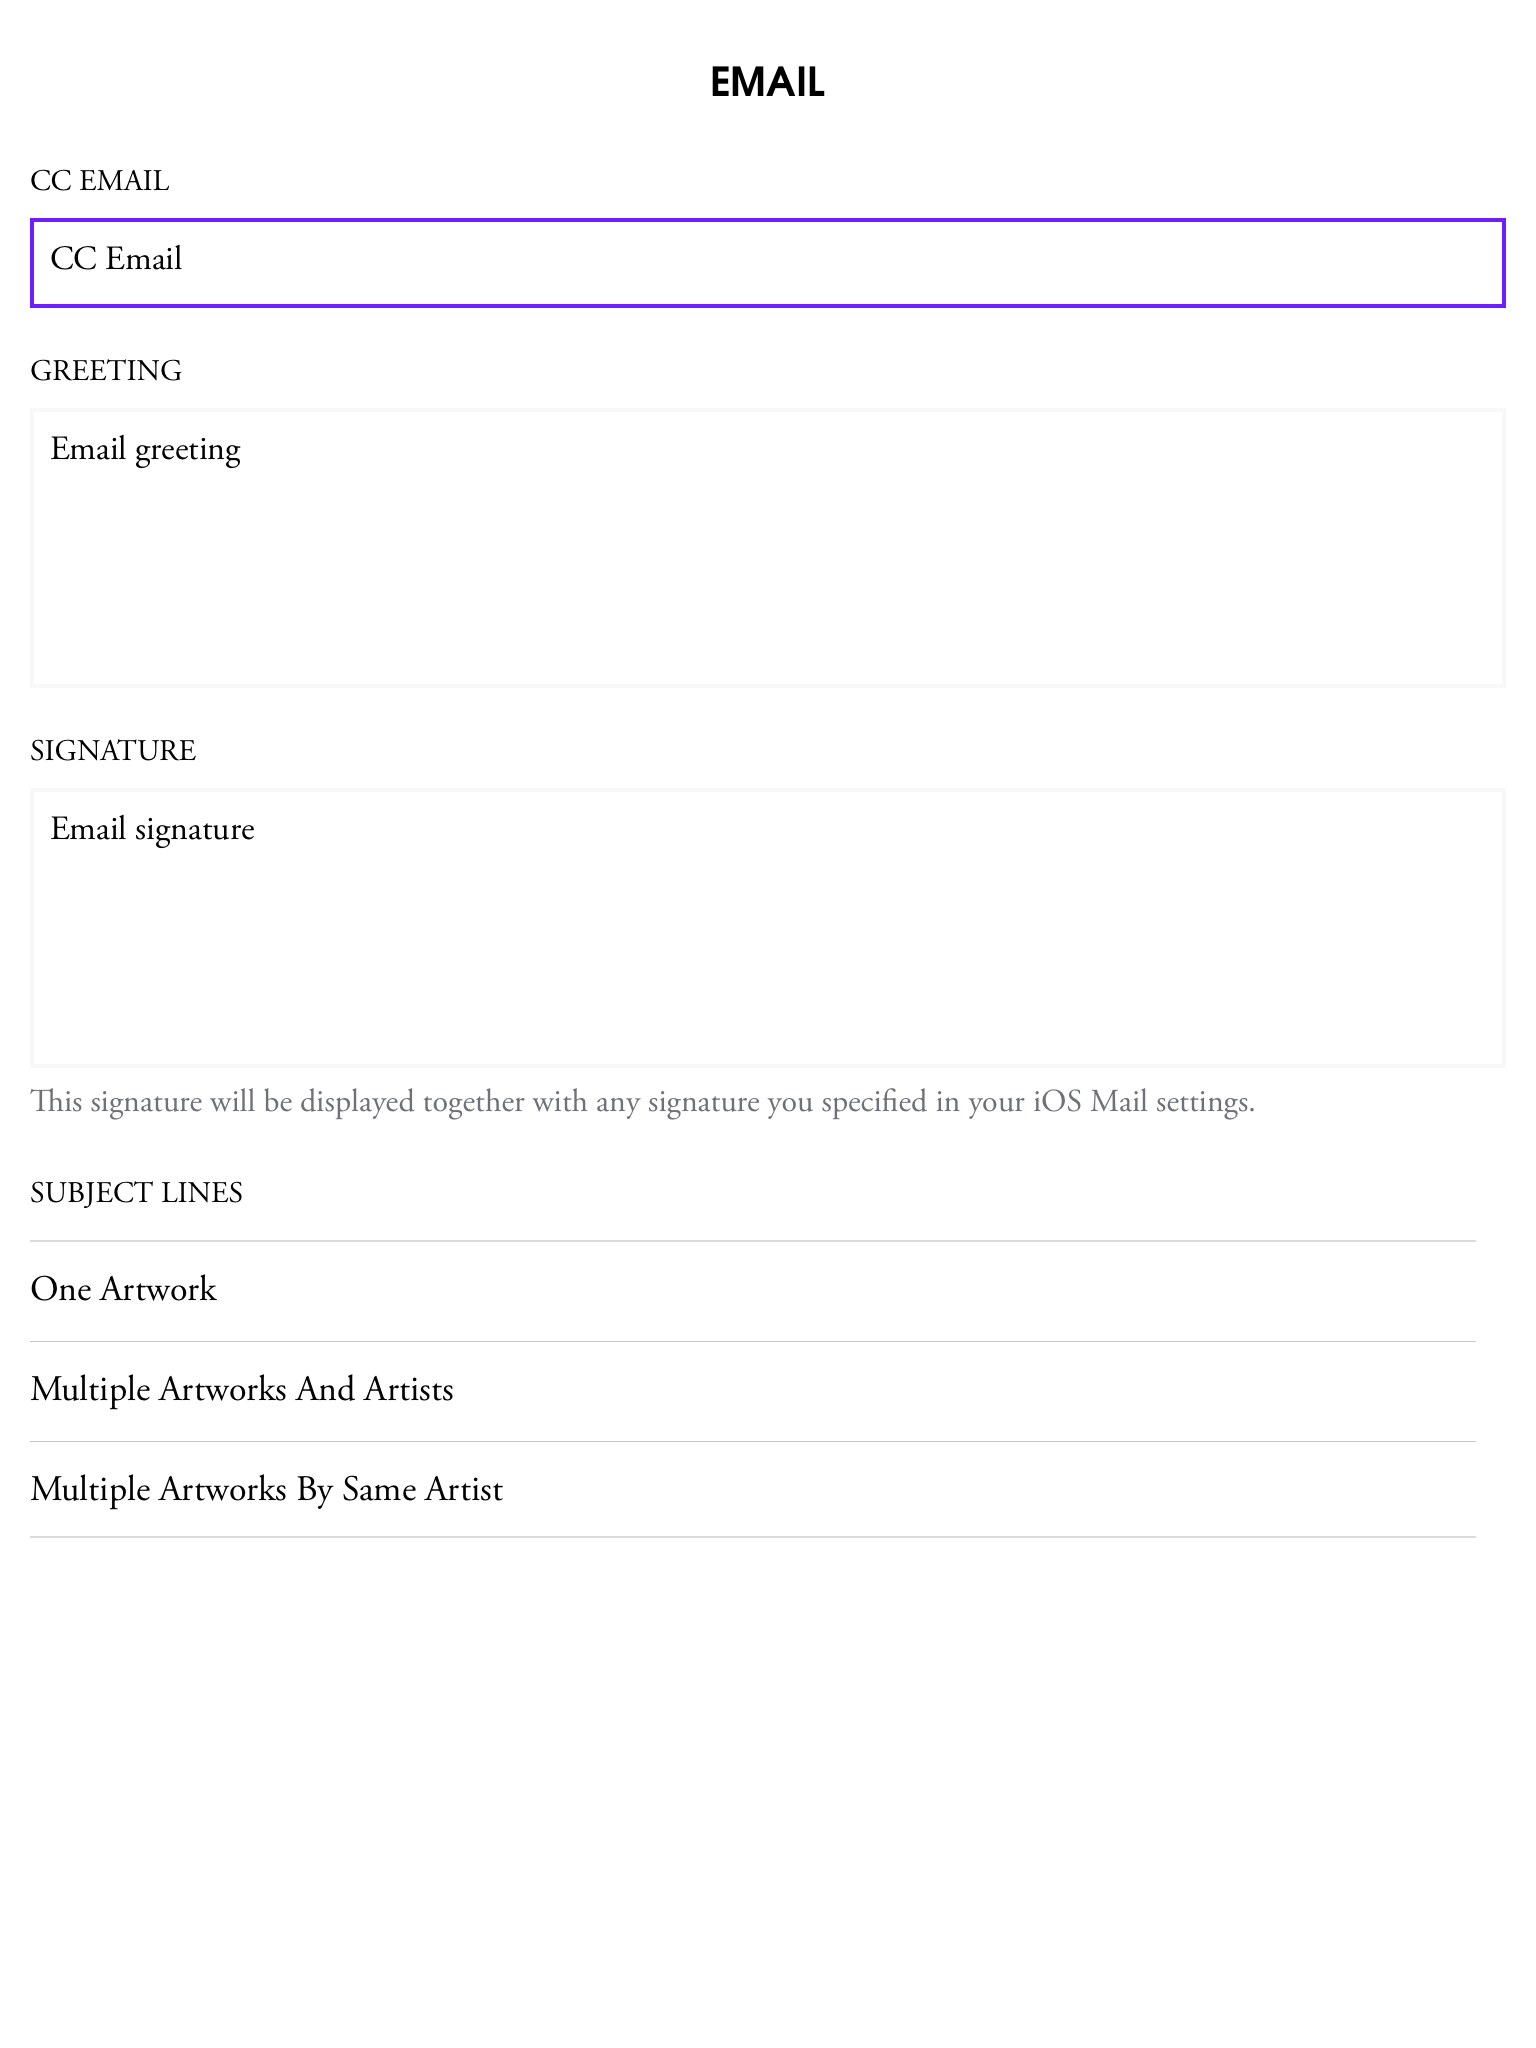 EMAIL
CC EMAIL
CC Email
GREETING
Email greeting
SIGNATURE
Email signature
This signature will be displayed together with any signature you specified in your iOS Mail settings.
SUBJECT LINES
One Artwork
Multiple Artworks And Artists
Multiple Artworks By Same Artist